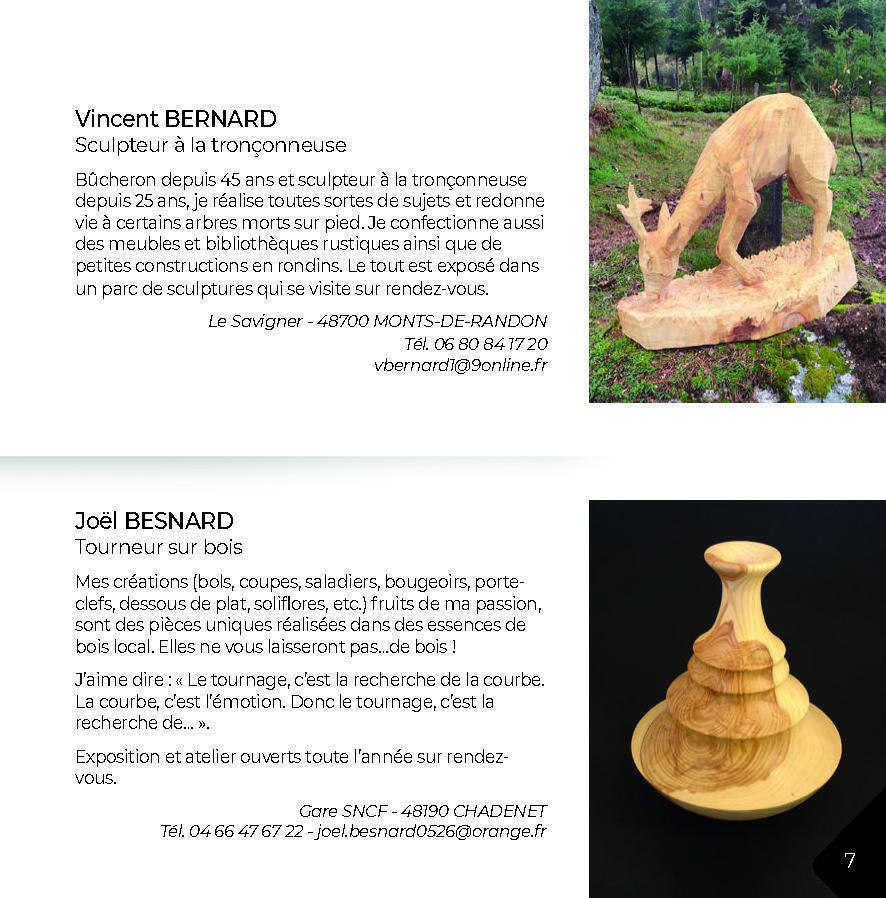 Vincent BERNARD
Sculpteur à la tronçonneuse
Bûcheron depuis 45 ans et sculpteur à la tronçonneuse
depuis 25 ans, je réalise toutes sortes de sujets et redonne
vie à certains arbres morts sur pied. Je confectionne aussi
des meubles et bibliothèques rustiques ainsi que de
petites constructions en rondins. Le tout est exposé dans
un parc de sculptures qui se visite sur rendez-vous.
Le Savigner - 48700 MONTS-DE-RANDON
Tél. 06 80 84 17 20
vbernard1@9online.fr
Joël BESNARD
Tourneur sur bois
Mes créations (bols, coupes, saladiers, bougeoirs, porte-
clefs, dessous de plat, soliflores, etc.) fruits de ma passion,
sont des pièces uniques réalisées dans des essences de
bois local. Elles ne vous laisseront pas...de bois !
J'aime dire : « Le tournage, c'est la recherche de la courbe.
La courbe, c'est l'émotion. Donc le tournage, c'est la
recherche de... ».
Exposition et atelier ouverts toute l'année sur rendez-
vous.
Gare SNCF - 48190 CHADENET
Tél. 04 66 47 67 22 - joel.besnard0526@orange.fr
7